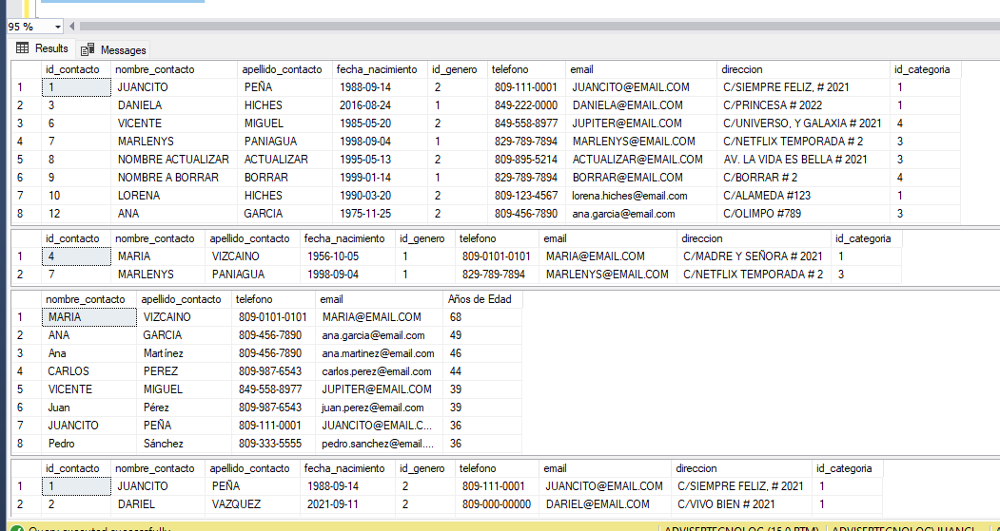 95 %
Results Messages
id_contacto nombre_contacto apellido_contacto fecha_nacimiento id_genero telefono email direccion id_categoria
1 1 JUANCITO PEÑA 1988-09-14 2 809-111-0001 JUANCITO@EMAIL.COM C/SIEMPRE FELIZ, # 2021 1
2 3 DANIELA HICHES 2016-08-24 1 849-222-0000 DANIELA@EMAIL.COM C/PRINCESA # 2022 1
3 6 VICENTE MIGUEL 1985-05-20 2 849-558-8977 JUPITER@EMAIL.COM C/UNIVERSO, Y GALAXIA # 2021 4
4 7 MARLENYS PANIAGUA 1998-09-04 1 829-789-7894 MARLENYS@EMAIL.COM C/NETFLIX TEMPORADA # 2 3
5 8 NOMBRE ACTUALIZAR ACTUALIZAR 1995-05-13 2 809-895-5214 ACTUALIZAR@EMAIL.COM AV. LA VIDA ES BELLA # 2021 3
6 9 NOMBRE A BORRAR BORRAR 1999-01-14 1 829-789-7894 BORRAR@EMAIL.COM C/BORRAR # 2 4
7 10 LORENA HICHES 1990-03-20 2 809-123-4567 lorena.hiches@email.com C/ALAMEDA #123 1
8 12 ANA GARCIA 1975-11-25 2 809-456-7890 ana.garcia@email.com C/OLIMPO #789 3
id_contacto nombre_contacto apellido_contacto fecha_nacimiento id_genero telefono email direccion id_categoria
1 4 MARIA VIZCAINO 1956-10-05 1 809-0101-0101 MARIA@EMAIL.COM C/MADRE Y SEÑORA # 2021 1
2 7 MARLENYS PANIAGUA 1998-09-04 1 829-789-7894 MARLENYS@EMAIL.COM C/NETFLIX TEMPORADA # 2 3
nombre_contacto apellido_contacto telefono email Años de Edad
1 MARIA VIZCAINO 809-0101-0101 MARIA@EMAIL.COM 68
2 ANA GARCIA 809-456-7890 ana.garcia@email.com 49
3 Ana Martínez 809-456-7890 ana.martinez@email.com 46
4 CARLOS PEREZ 809-987-6543 carlos.perez@email.com 44
5 VICENTE MIGUEL 849-558-8977 JUPITER@EMAIL.COM 39
6 Juan Pérez 809-987-6543 juan.perez@email.com 39
7 JUANCITO PEÑA 809-111-0001 JUANCITO@EMAIL.C... 36
8 Pedro Sánchez 809-333-5555 pedro.sanchez@email.... 36
id_contacto nombre_contacto apellido_contacto fecha_nacimiento id_genero telefono email direccion id_categoria
1 1 JUANCITO PEÑA 1988-09-14 2 809-111-0001 JUANCITO@EMAIL.COM C/SIEMPRE FELIZ, # 2021 1
2 2 DARIEL VAZQUEZ 2021-09-11 2 809-000-00000 DARIEL@EMAIL.COM C/VIVO BIEN # 2021 1
Query executed successfully ADVISERTECNOLOG (15.0 RTM)